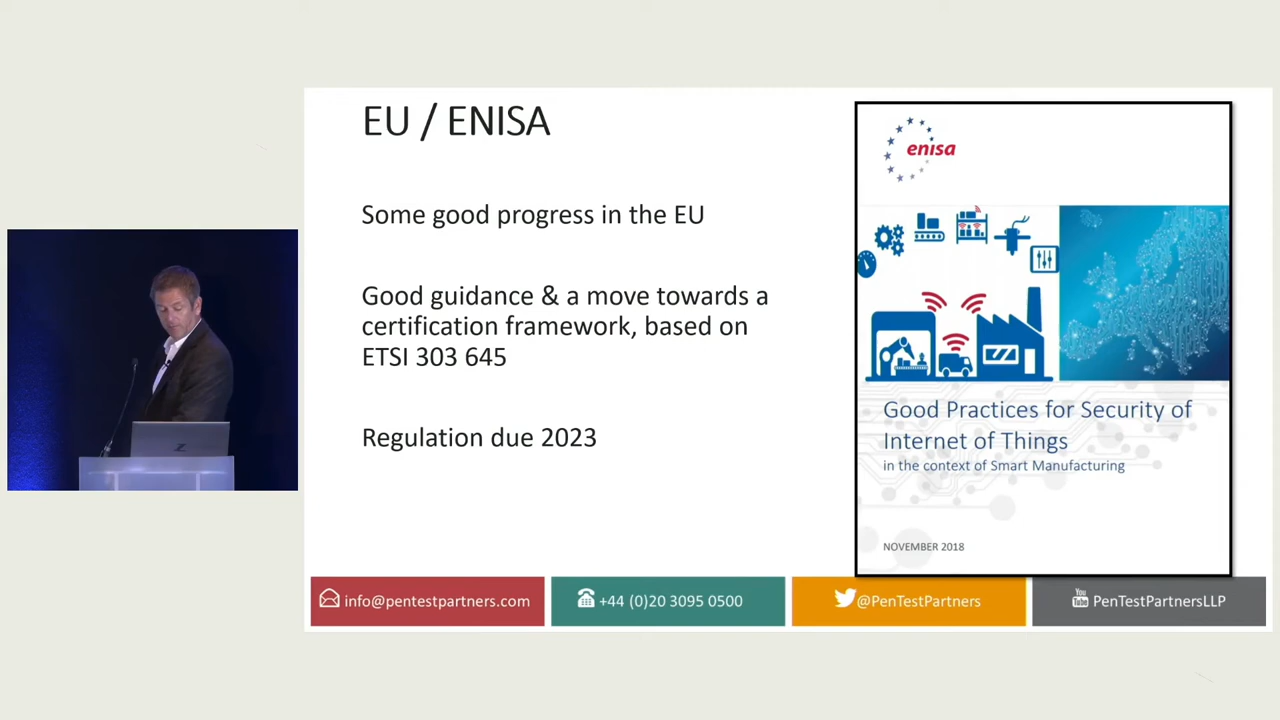 EU / ENISA
Some good progress in the EU
Good guidance & a move towards a
certification framework, based on
ETSI 303 645
Regulation due 2023
enisa
Good Practices for Security of
Internet of Things
in the context of Smart Manufacturing
NOVEMBER 2018
info@pentestpartners.com
+44 (0)20 3095 0500
@PenTestPartners
You
Tube
PenTestPartnersLLP